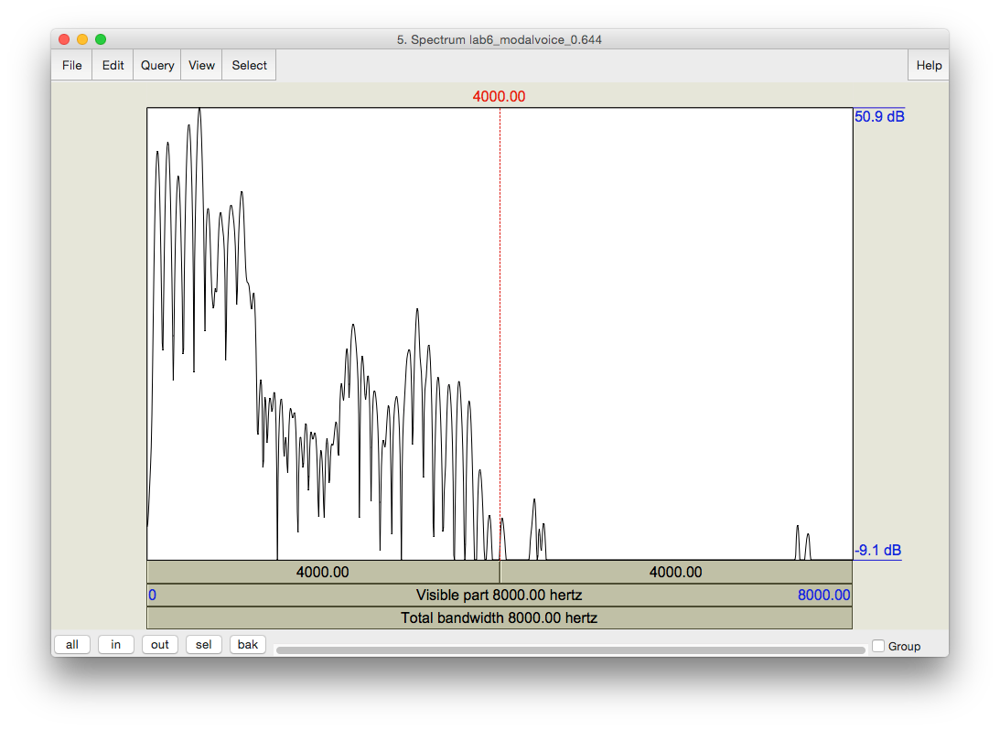 5. Spectrum lab6_modalvoice_0.644
File Edit Query View Select Help
4000.00
50.9 dB
-9.1 dB
4000.00 4000.00
0 Visible part 8000.00 hertz 8000.00
Total bandwidth 8000.00 hertz
all in out sel bak Group